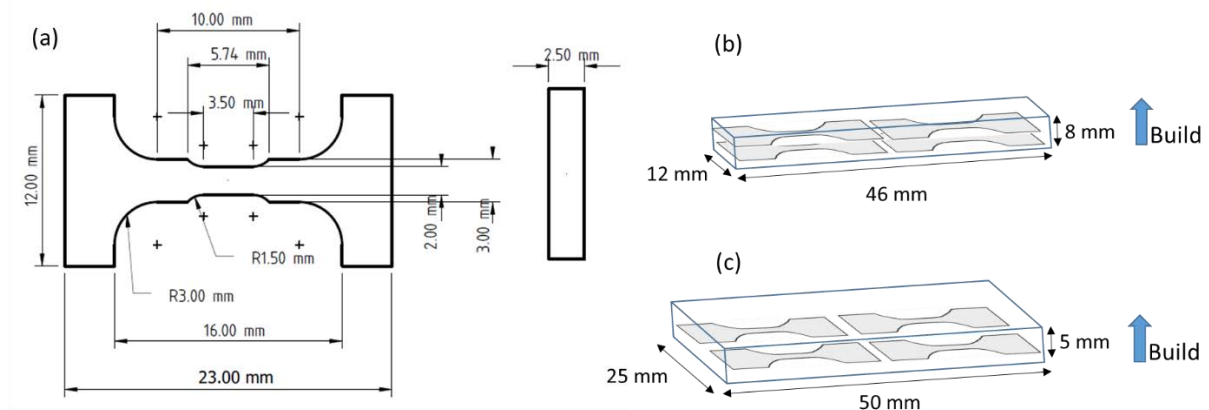 (a)
10.00 mm
5.74 mm
3.50 mm
2.50 mm
12.00 mm
2.00 mm
3.00 mm
R1.50 mm
R3.00 mm
16.00 mm
23.00 mm
(b)
8 mm
Build
12 mm
46 mm
(c)
5 mm
Build
25 mm
50 mm